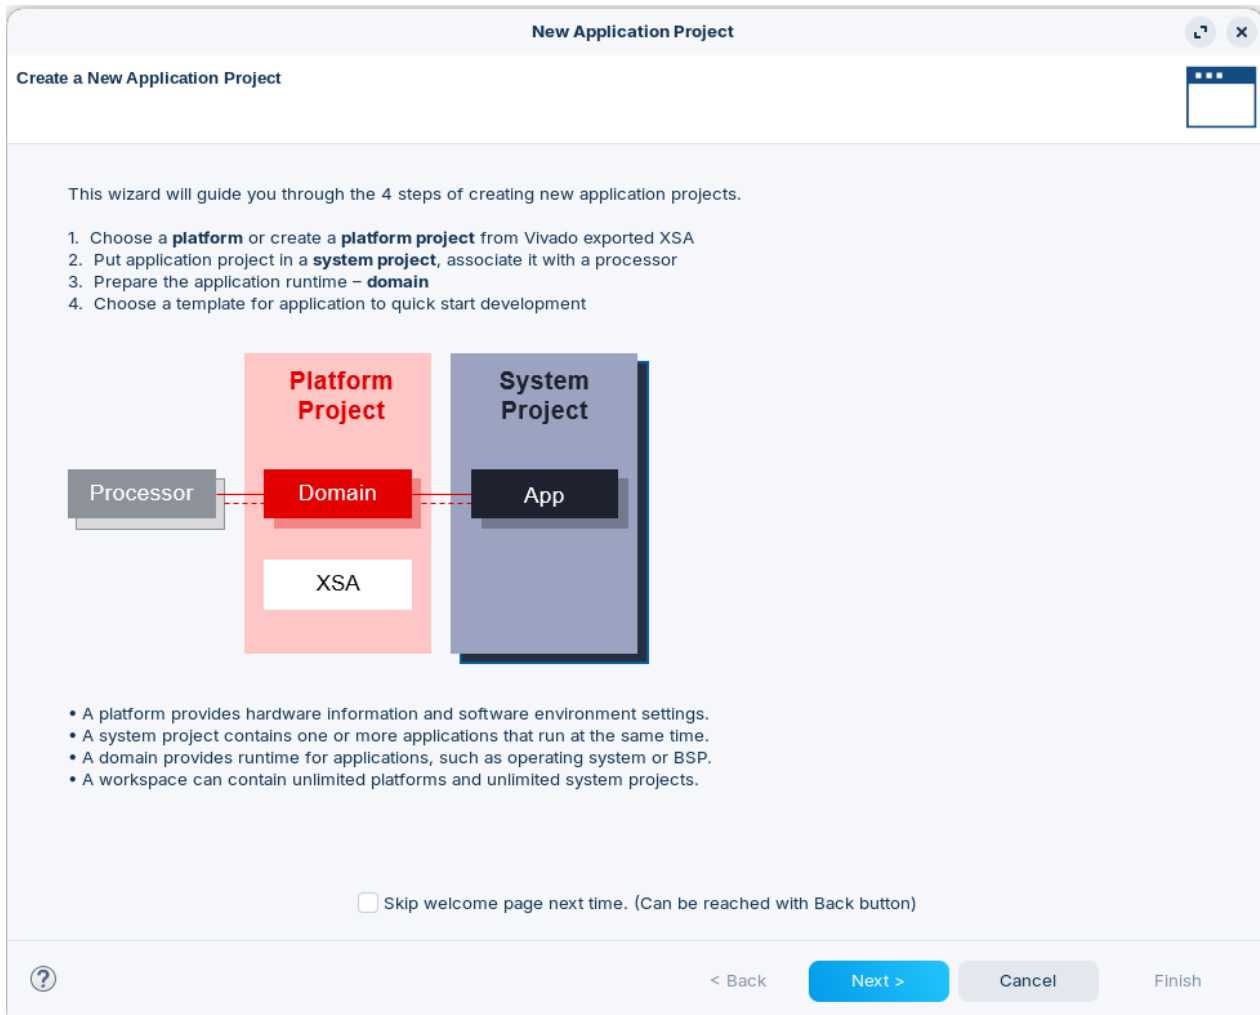 New Application Project
Create a New Application Project
This wizard will guide you through the 4 steps of creating new application projects.
1. Choose a platform or create a platform project from Vivado exported XSA
2. Put application project in a system project, associate it with a processor
3. Prepare the application runtime – domain
4. Choose a template for application to quick start development
Platform
Project
System
Project
Processor
Domain
App
XSA
• A platform provides hardware information and software environment settings.
• A system project contains one or more applications that run at the same time.
• A domain provides runtime for applications, such as operating system or BSP.
• A workspace can contain unlimited platforms and unlimited system projects.
Skip welcome page next time. (Can be reached with Back button)
?
< Back
Next >
Cancel
Finish